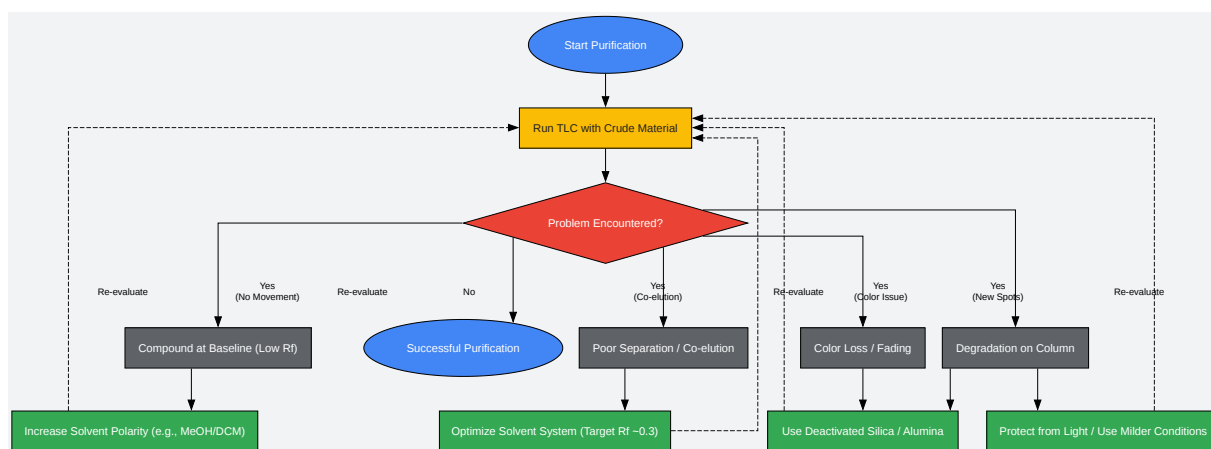 Start Purification
Run TLC with Crude Material
Problem Encountered?
Re-evaluate
Yes
(No Movement)
Re-evaluate
No
Yes
(Co-elution)
Re-evaluate
Yes
(Color Issue)
Yes
(New Spots)
Re-evaluate
Compound at Baseline (Low Rf)
Successful Purification
Poor Separation / Co-elution
Color Loss / Fading
Degradation on Column
Increase Solvent Polarity (e.g., MeOH/DCM)
Optimize Solvent System (Target Rf ~0.3)
Use Deactivated Silica / Alumina
Protect from Light / Use Milder Conditions